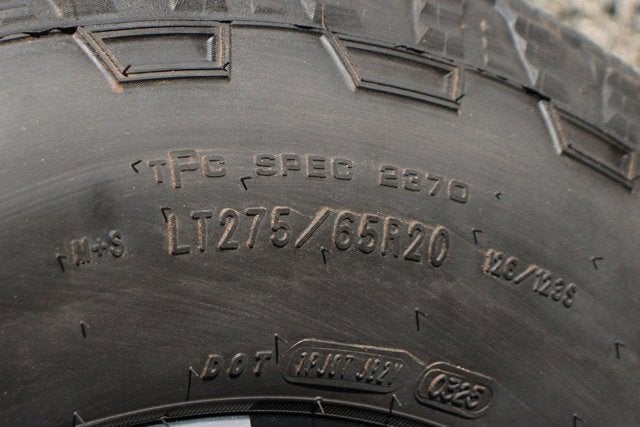 TPC SPEC 2370
M+S LT275/65R20 126/123S
DOT 0325